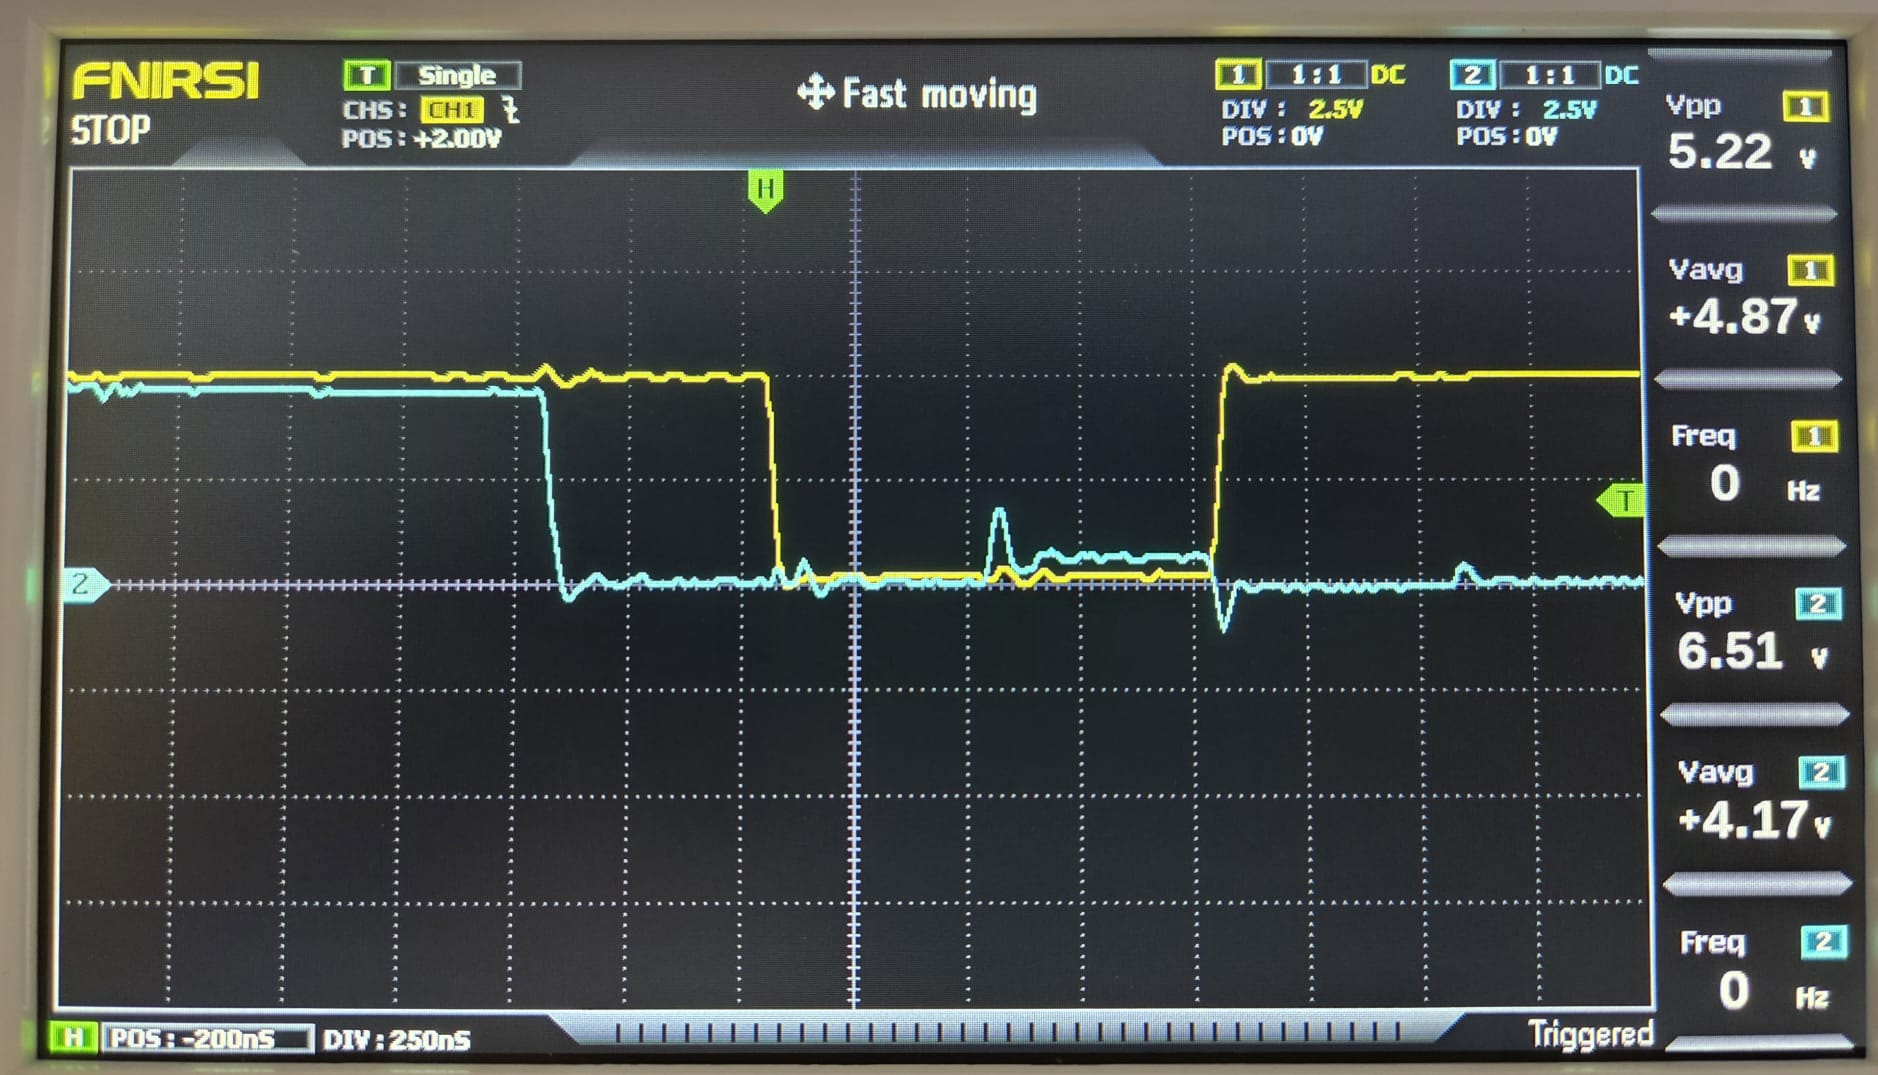 FNIRSI
STOP
T Single
CHS: CH1
POS:+2.00V
Fast moving
1 1:1 DC
DIV: 2.5V
POS:0V
2 1:1 DC
DIV: 2.5V
POS:0V
H
T
2
Vpp 1
5.22 V
Vavg 1
+4.87V
Freq 1
0 Hz
Vpp 2
6.51 V
Vavg 2
+4.17V
Freq 2
0 Hz
H POS:-200nS DIV:250nS
Triggered